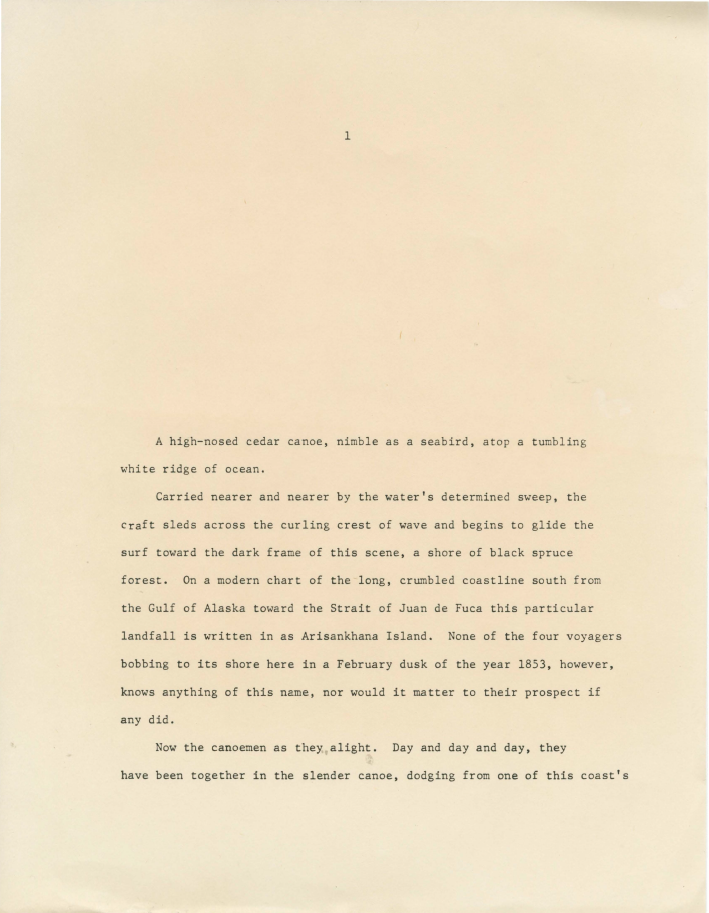 1
A high-nosed cedar canoe, nimble as a seabird, atop a tumbling
white ridge of ocean.
Carried nearer and nearer by the water's determined sweep, the
craft sleds across the curling crest of wave and begins to glide the
surf toward the dark frame of this scene, a shore of black spruce
forest. On a modern chart of the long, crumbled coastline south from
the Gulf of Alaska toward the Strait of Juan de Fuca this particular
landfall is written in as Arisankhana Island. None of the four voyagers
bobbing to its shore here in a February dusk of the year 1853, however,
knows anything of this name, nor would it matter to their prospect if
any did.
Now the canoemen as they alight. Day and day and day, they
have been together in the slender canoe, dodging from one of this coast's